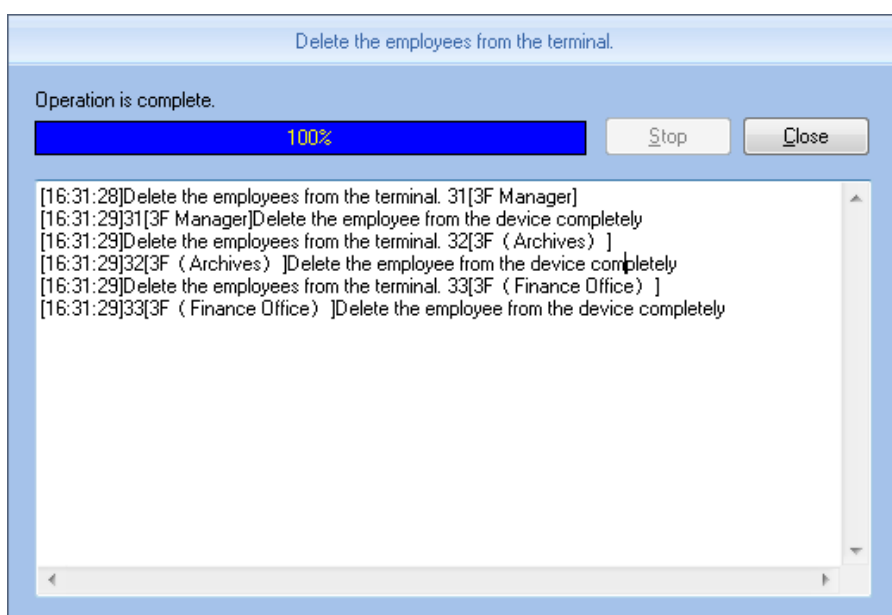 Delete the employees from the terminal.
Operation is complete.
100%
Stop
Close
[16:31:28]Delete the employees from the terminal. 31[3F Manager]
[16:31:29]31[3F Manager]Delete the employee from the device completely
[16:31:29]Delete the employees from the terminal. 32[3F（Archives）]
[16:31:29]32[3F（Archives）]Delete the employee from the device completely
[16:31:29]Delete the employees from the terminal. 33[3F（Finance Office）]
[16:31:29]33[3F（Finance Office）]Delete the employee from the device completely